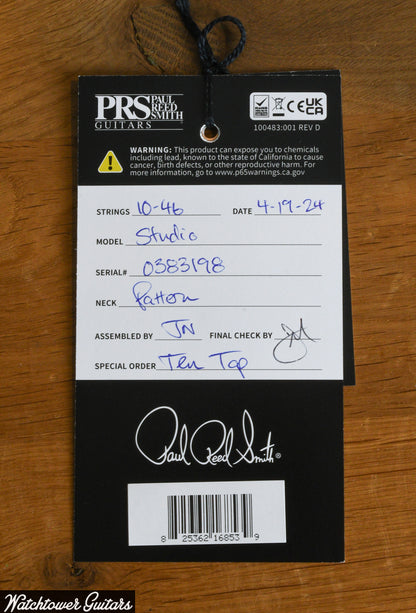 PRS PAUL REED SMITH
GUITARS
UK CA
100483:001 REV D
WARNING: This product can expose you to chemicals
including lead, known to the state of California to cause
cancer, birth defects, or other reproductive harm. For
more information, go to www.p65warnings.ca.gov
STRINGS 10-46 DATE 4-19-24
MODEL Studio
SERIAL# 0383198
NECK Pattern
ASSEMBLED BY JN FINAL CHECK BY
SPECIAL ORDER Ten Top
Paul Reed Smith®
8 25362 16853 9
Watchtower Guitars